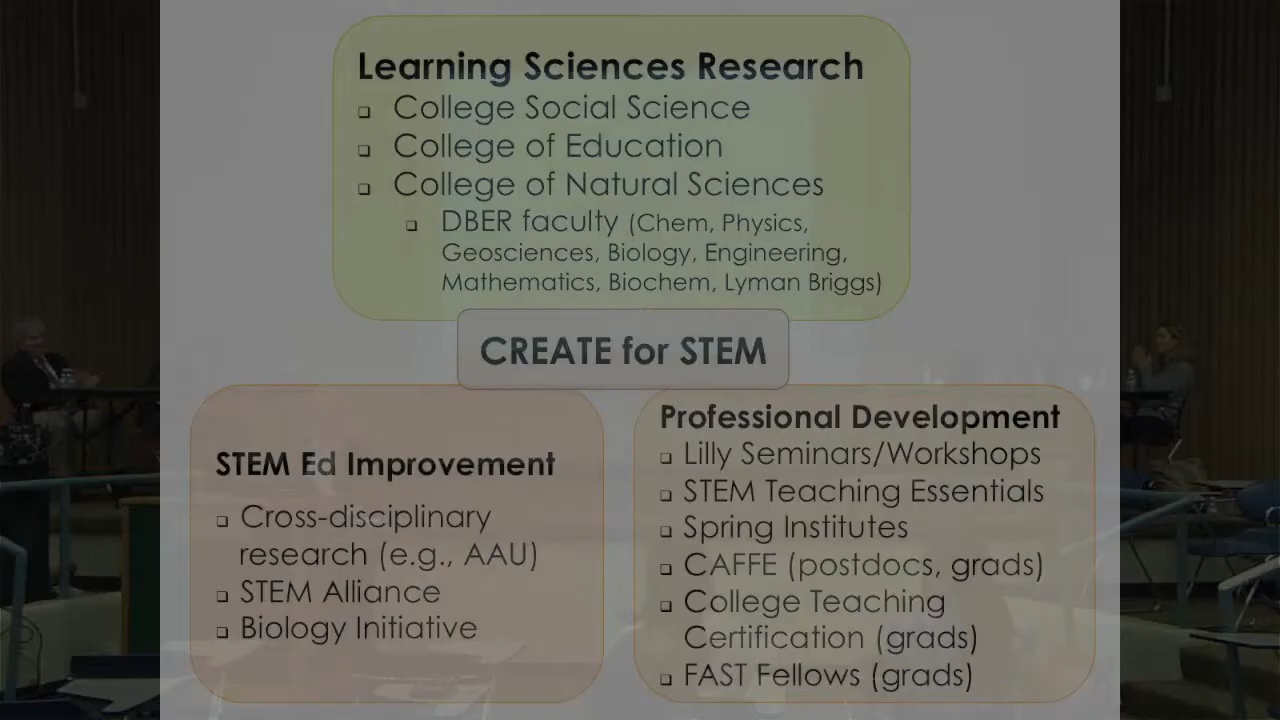 Learning Sciences Research
❑ College Social Science
❑ College of Education
❑ College of Natural Sciences
❑ DBER faculty (Chem, Physics,
Geosciences, Biology, Engineering,
Mathematics, Biochem, Lyman Briggs)
CREATE for STEM
STEM Ed Improvement
❑ Cross-disciplinary
research (e.g., AAU)
❑ STEM Alliance
❑ Biology Initiative
Professional Development
❑ Lilly Seminars/Workshops
❑ STEM Teaching Essentials
❑ Spring Institutes
❑ CAFFE (postdocs, grads)
❑ College Teaching
Certification (grads)
❑ FAST Fellows (grads)